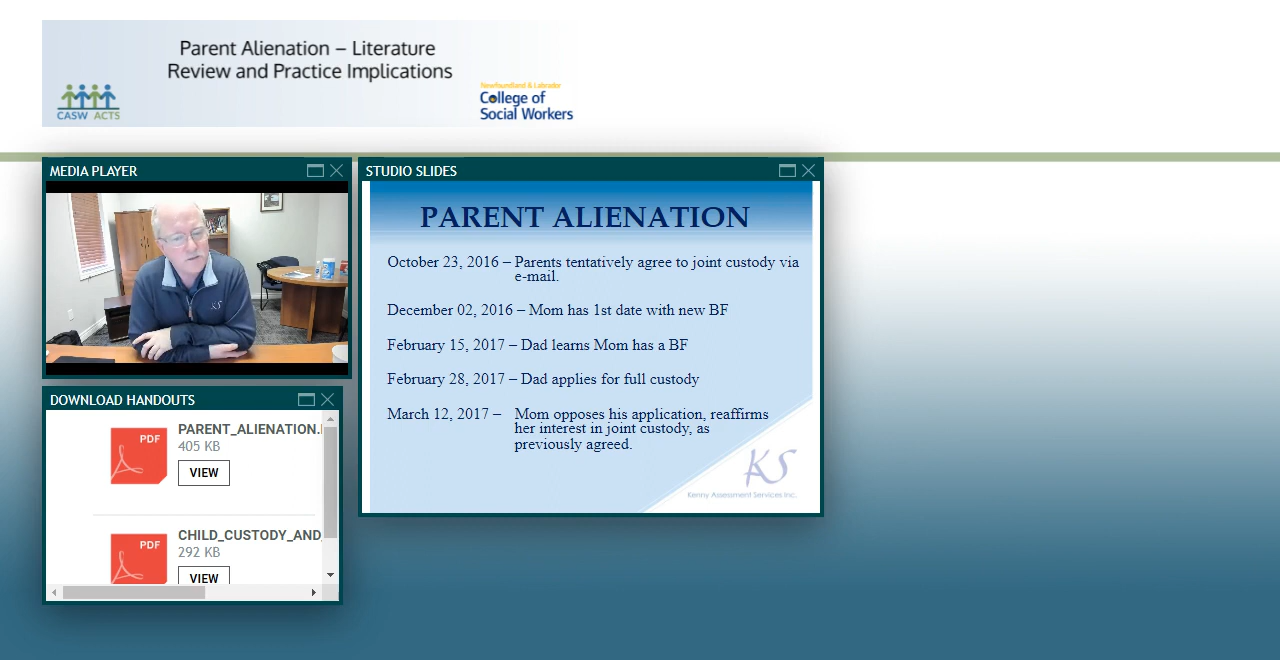 Parent Alienation – Literature
Review and Practice Implications
CASW ACTS
Newfoundland & Labrador
College of
Social Workers
MEDIA PLAYER
KS
STUDIO SLIDES
PARENT ALIENATION
October 23, 2016 – Parents tentatively agree to joint custody via
e-mail.
December 02, 2016 – Mom has 1st date with new BF
February 15, 2017 – Dad learns Mom has a BF
February 28, 2017 – Dad applies for full custody
March 12, 2017 – Mom opposes his application, reaffirms
her interest in joint custody, as
previously agreed.
KS
Kenny Assessment Services Inc.
DOWNLOAD HANDOUTS
PDF
PARENT_ALIENATION.
405 KB
VIEW
PDF
CHILD_CUSTODY_AND_
292 KB
VIEW